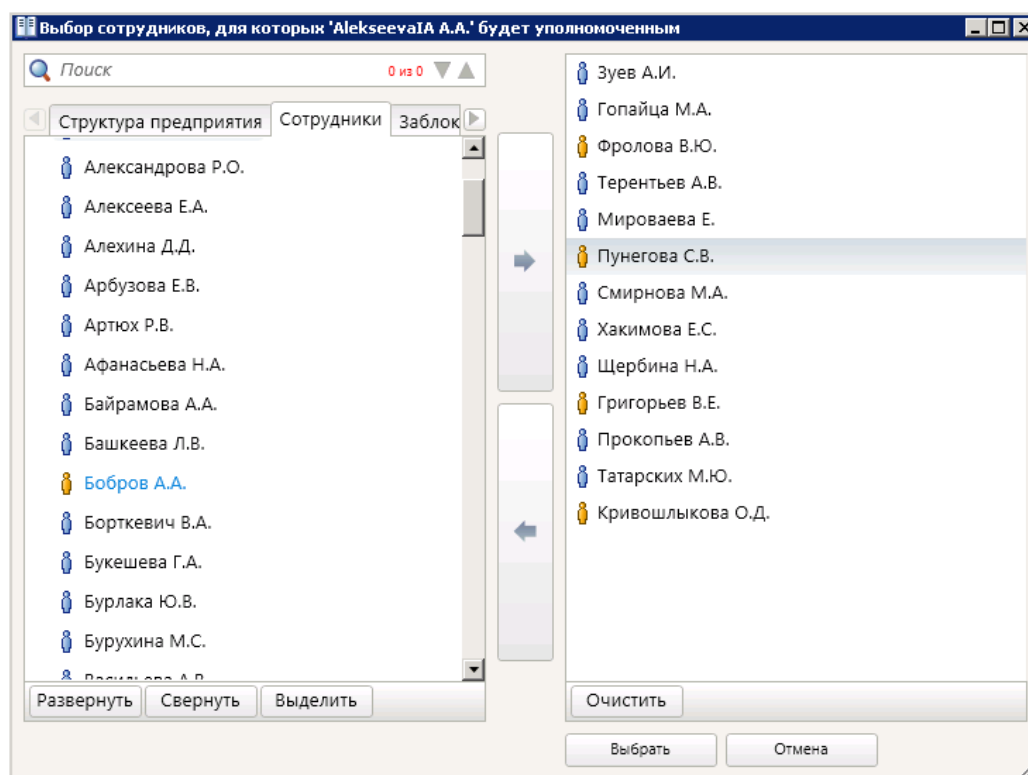 Выбор сотрудников, для которых 'AlekseevaIA A.A.' будет уполномоченным
Поиск
0 из 0
Структура предприятия
Сотрудники
Заблок
Александрова Р.О.
Алексеева Е.А.
Алехина Д.Д.
Арбузова Е.В.
Артюх Р.В.
Афанасьева Н.А.
Байрамова А.А.
Башкеева Л.В.
Бобров А.А.
Борткевич В.А.
Букешева Г.А.
Бурлака Ю.В.
Бурухина М.С.
Развернуть
Свернуть
Выделить
Зуев А.И.
Гопайца М.А.
Фролова В.Ю.
Терентьев А.В.
Мироваева Е.
Пунегова С.В.
Смирнова М.А.
Хакимова Е.С.
Щербина Н.А.
Григорьев В.Е.
Прокопьев А.В.
Татарских М.Ю.
Кривошлыкова О.Д.
Очистить
Выбрать
Отмена